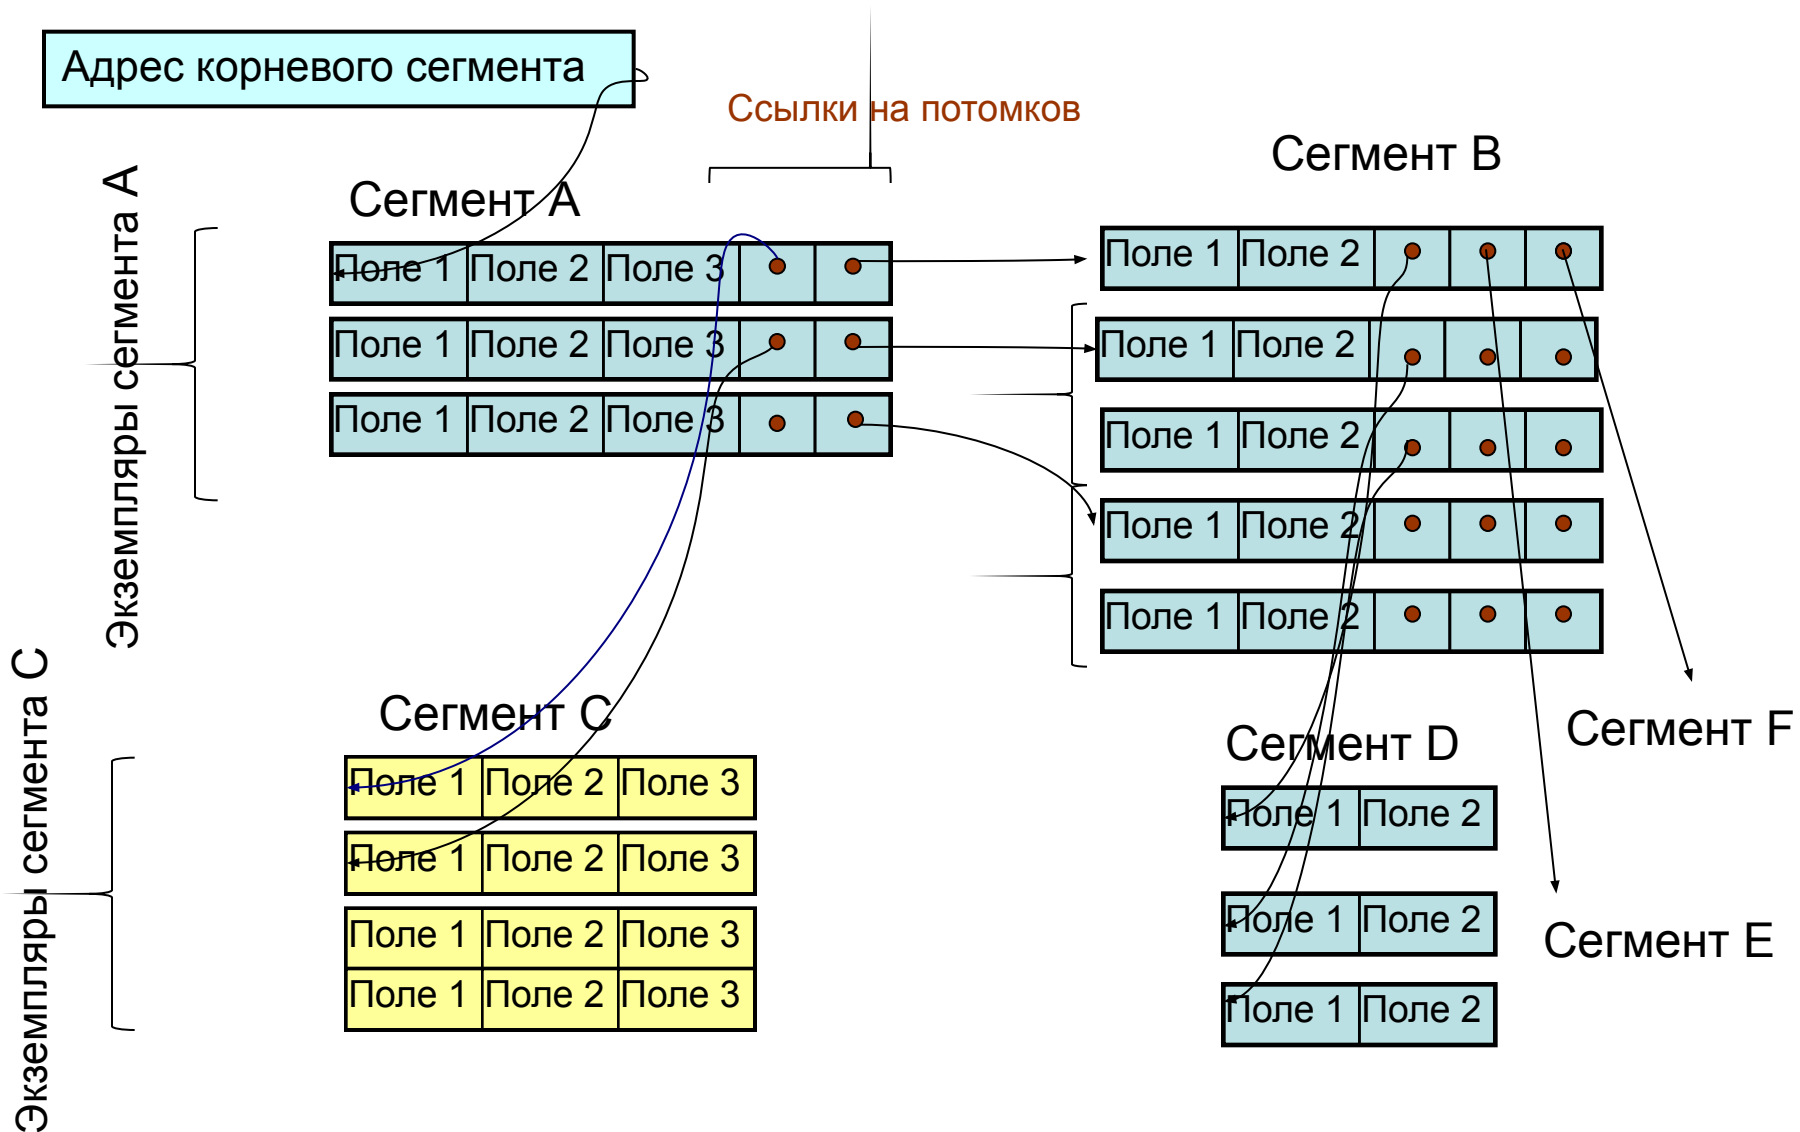 Адрес корневого сегмента
Ссылки на потомков
Экземпляры сегмента А
Сегмент А
Поле 1 Поле 2 Поле 3
Поле 1 Поле 2 Поле 3
Поле 1 Поле 2 Поле 3
Сегмент В
Поле 1 Поле 2
Поле 1 Поле 2
Поле 1 Поле 2
Поле 1 Поле 2
Поле 1 Поле 2
Экземпляры сегмента С
Сегмент С
Поле 1 Поле 2 Поле 3
Поле 1 Поле 2 Поле 3
Поле 1 Поле 2 Поле 3
Поле 1 Поле 2 Поле 3
Сегмент D
Поле 1 Поле 2
Поле 1 Поле 2
Поле 1 Поле 2
Сегмент F
Сегмент Е